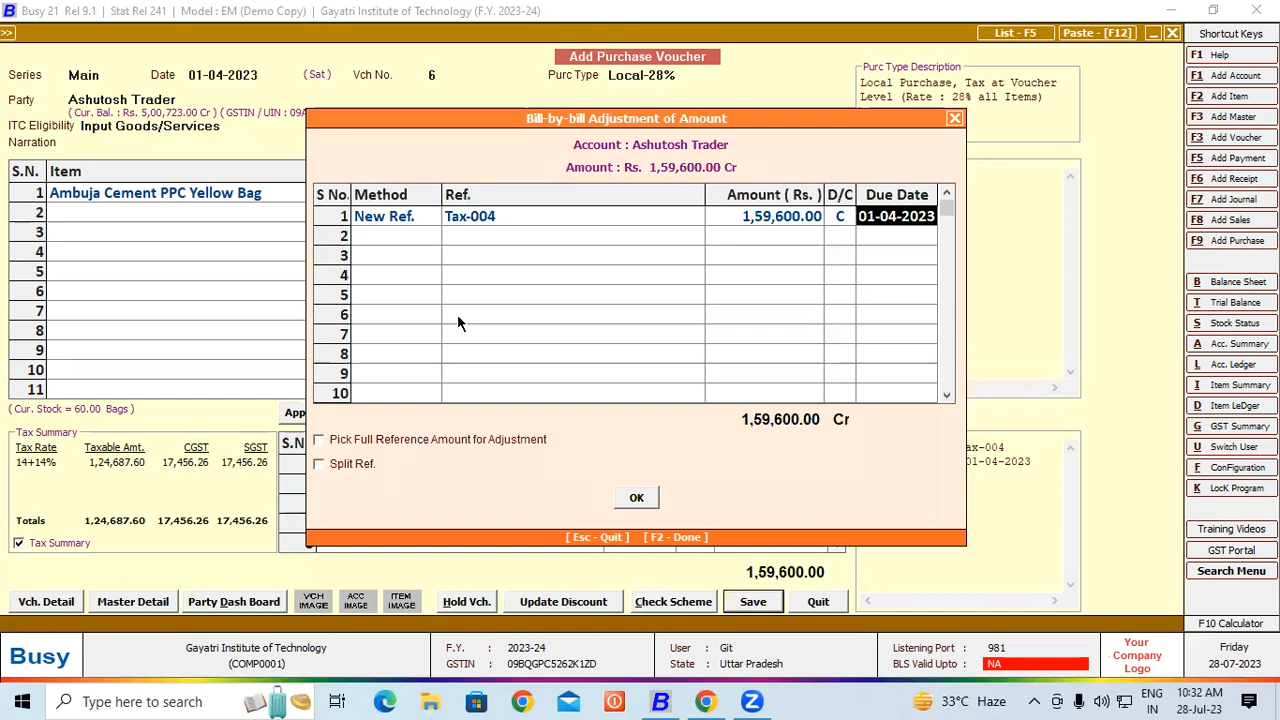 Busy 21 Rel 9.1 | Stat Rel 241 | Model : EM (Demo Copy) | Gayatri Institute of Technology (F.Y. 2023-24)
>> List - F5 Paste - [F12] Shortcut Keys
Add Purchase Voucher
Series Main Date 01-04-2023 (Sat) Vch No. 6 Purc Type Local-28%
Party Ashutosh Trader
(Cur. Bal. : Rs. 5,00,723.00 Cr ) (GSTIN / UIN : 09A
ITC Eligibility Input Goods/Services
Narration
Purc Type Description
Local Purchase, Tax at Voucher
Level (Rate : 28% all Items)
S.N. Item
1 Ambuja Cement PPC Yellow Bag
2
3
4
5
6
7
8
9
10
11
( Cur. Stock = 60.00 Bags ) App
Tax Summary
Tax Rate Taxable Amt. CGST SGST S.N
14+14% 1,24,687.60 17,456.26 17,456.26
Totals 1,24,687.60 17,456.26 17,456.26
Tax Summary
Bill-by-bill Adjustment of Amount
Account : Ashutosh Trader
Amount : Rs. 1,59,600.00 Cr
S No. Method Ref. Amount ( Rs. ) D/C Due Date
1 New Ref. Tax-004 1,59,600.00 C 01-04-2023
2
3
4
5
6
7
8
9
10
1,59,600.00 Cr
Pick Full Reference Amount for Adjustment
Split Ref.
OK
[ Esc - Quit ] [ F2 - Done ]
ax-004
01-04-2023
1,59,600.00
Vch. Detail Master Detail Party Dash Board VCH IMAGE ACC IMAGE ITEM IMAGE Hold Vch. Update Discount Check Scheme Save Quit
F1 Help
F1 Add Account
F2 Add Item
F3 Add Master
F3 Add Voucher
F5 Add Payment
F6 Add Receipt
F7 Add Journal
F8 Add Sales
F9 Add Purchase
B Balance Sheet
T Trial Balance
S Stock Status
A Acc. Summary
L Acc. Ledger
I Item Summary
D Item LeDger
G GST Summary
U Switch User
F Configuration
K LocK Program
Training Videos
GST Portal
Search Menu
F10 Calculator
Busy
Gayatri Institute of Technology
(COMP0001)
F.Y. : 2023-24
GSTIN : 09BQGPC5262K1ZD
User : Git
State : Uttar Pradesh
Listening Port : 981
BLS Valid Upto : NA
Your
Company
Logo
Friday
28-07-2023
Type here to search
33°C Haze
ENG
IN
10:32 AM
28-Jul-23